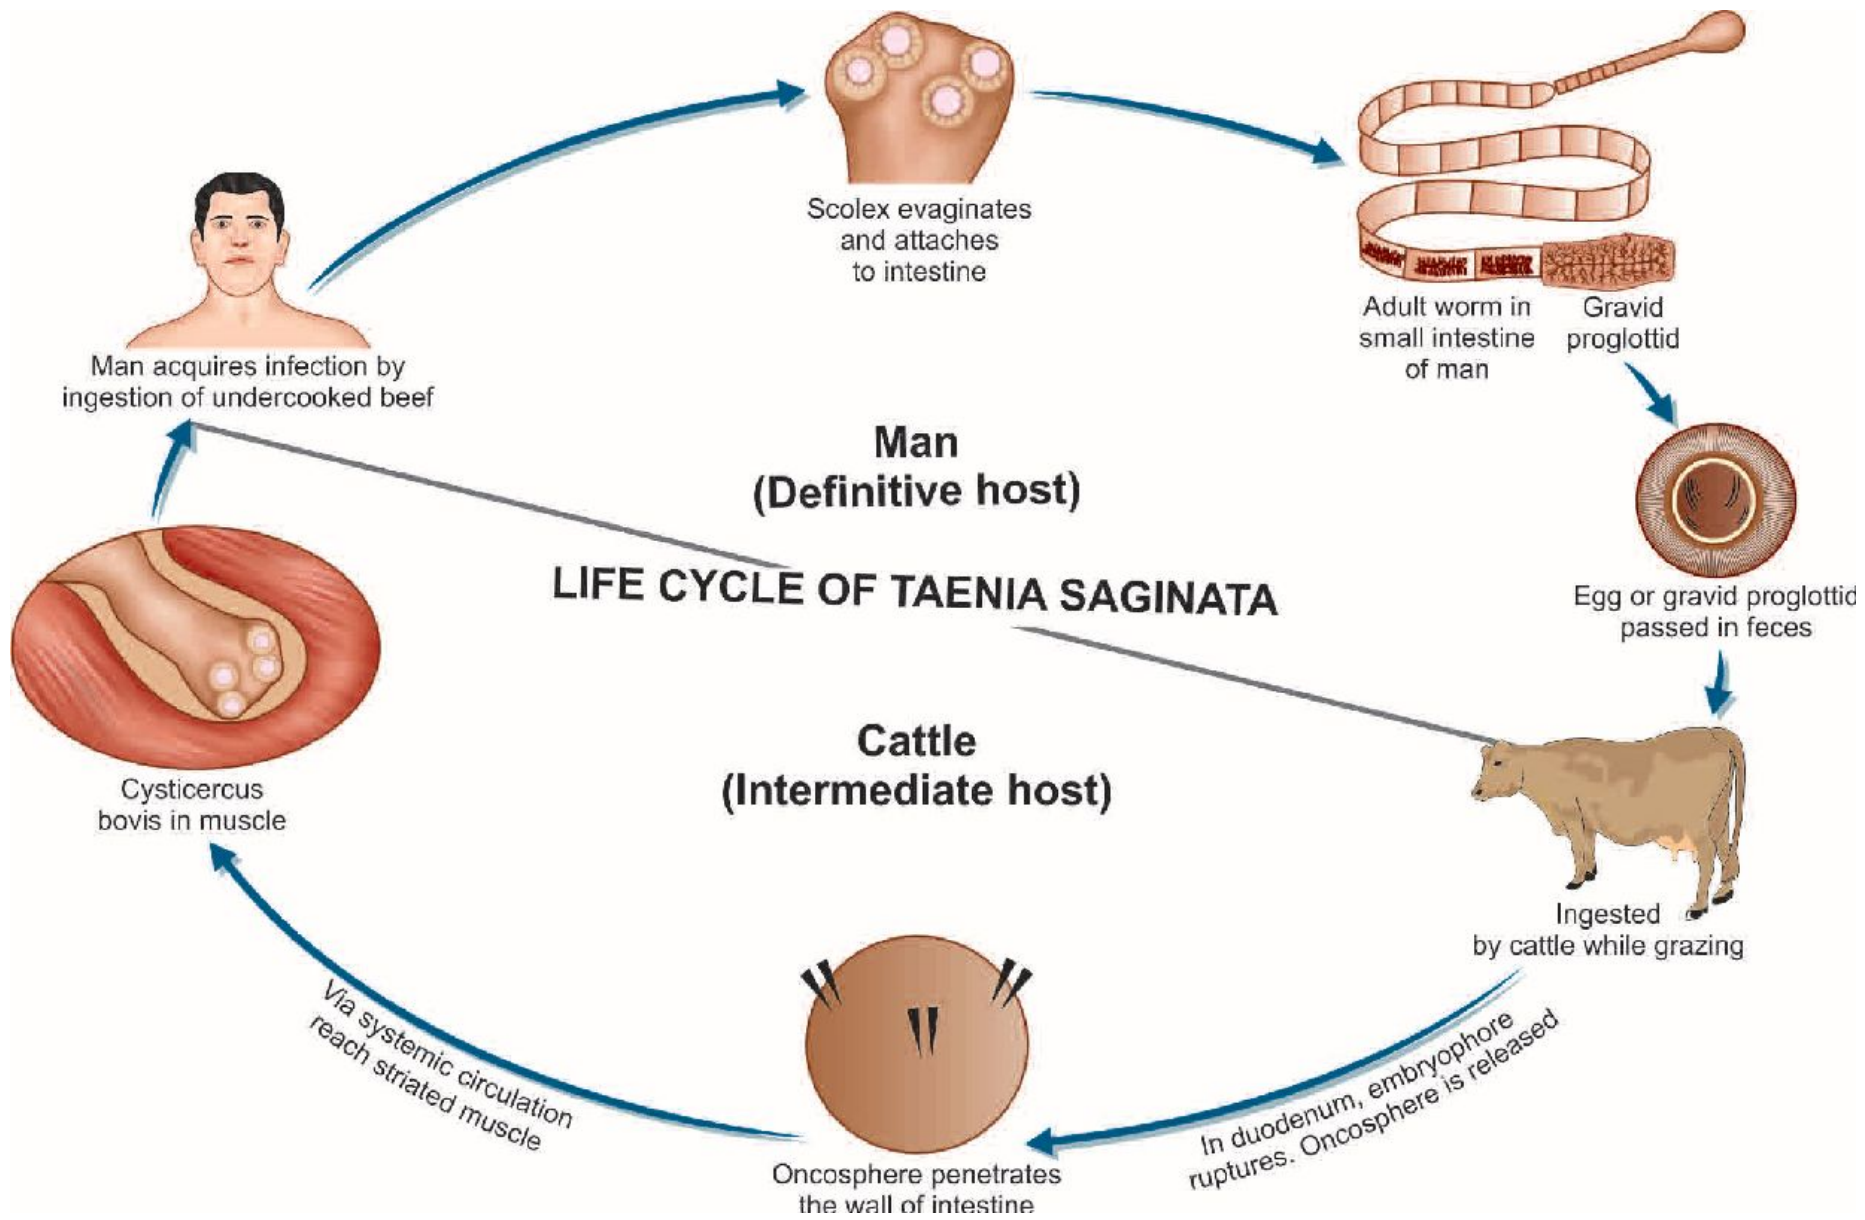 Scolex evaginates
and attaches
to intestine
Adult worm in
small intestine
of man
Gravid
proglottid
Man acquires infection by
ingestion of undercooked beef
Man
(Definitive host)
LIFE CYCLE OF TAENIA SAGINATA
Egg or gravid proglottid
passed in feces
Cattle
(Intermediate host)
Cysticercus
bovis in muscle
Ingested
by cattle while grazing
In duodenum, embryophore
ruptures. Oncosphere is released
Oncosphere penetrates
the wall of intestine
Via systemic circulation
reach striated muscle